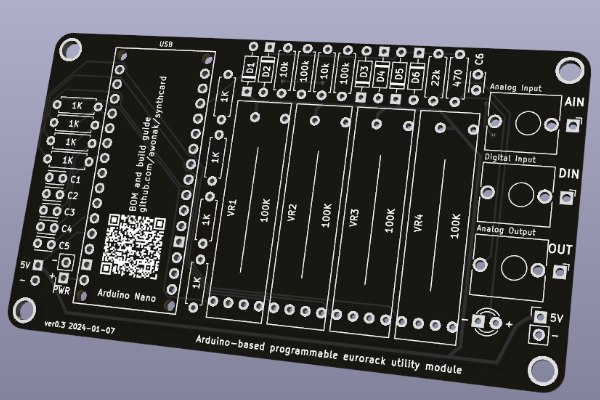 USB
D1
D2
10k
100k
10k
100k
D3
D4
D5
D6
22k
470
C6
Analog Input
AIN
1K
1K
1K
1K
C1
C2
C3
C4
C5
5V
-
-
+
PWR
BOM and build guide
github.com/awonak/synthcard
Arduino Nano
1K
1K
1K
1K
VR1
100K
VR2
100K
VR3
100K
VR4
100K
Digital Input
DIN
Analog Output
OUT
-
+
5V
-
ver0.3 2024-01-07
Arduino-based programmable eurorack utility module